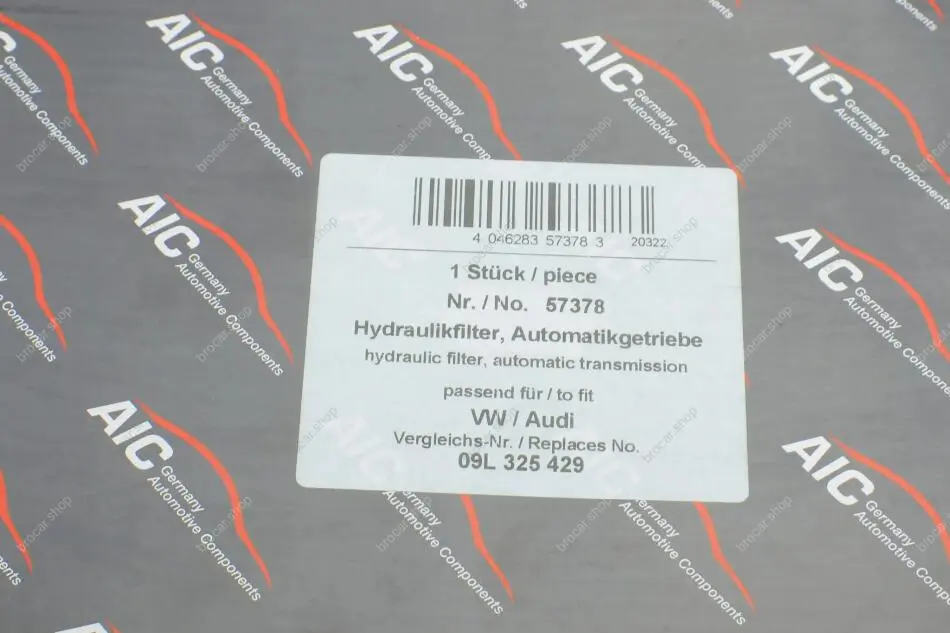 AIC
Germany
Automotive Components
4 046283 57378 3 20322
1 Stück / piece
Nr. / No. 57378
Hydraulikfilter, Automatikgetriebe
hydraulic filter, automatic transmission
passend für / to fit
VW / Audi
Vergleichs-Nr. / Replaces No.
09L 325 429
brocar.shop